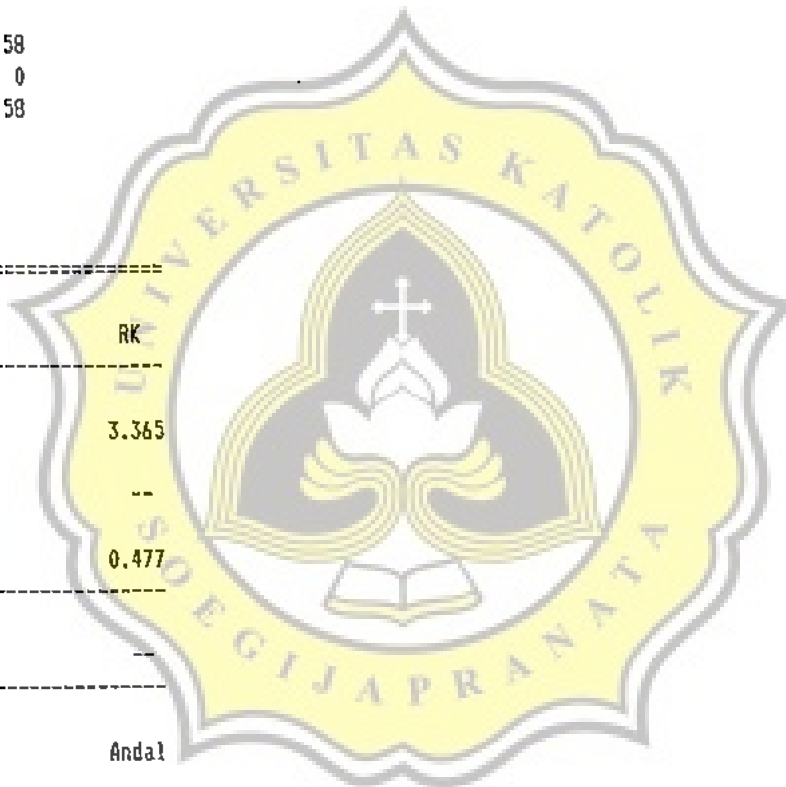 58
0
58
UNIVERSITAS KATOLIK
RK
3.365
--
0.477
SOEGIJAPRANATA
--
Andal